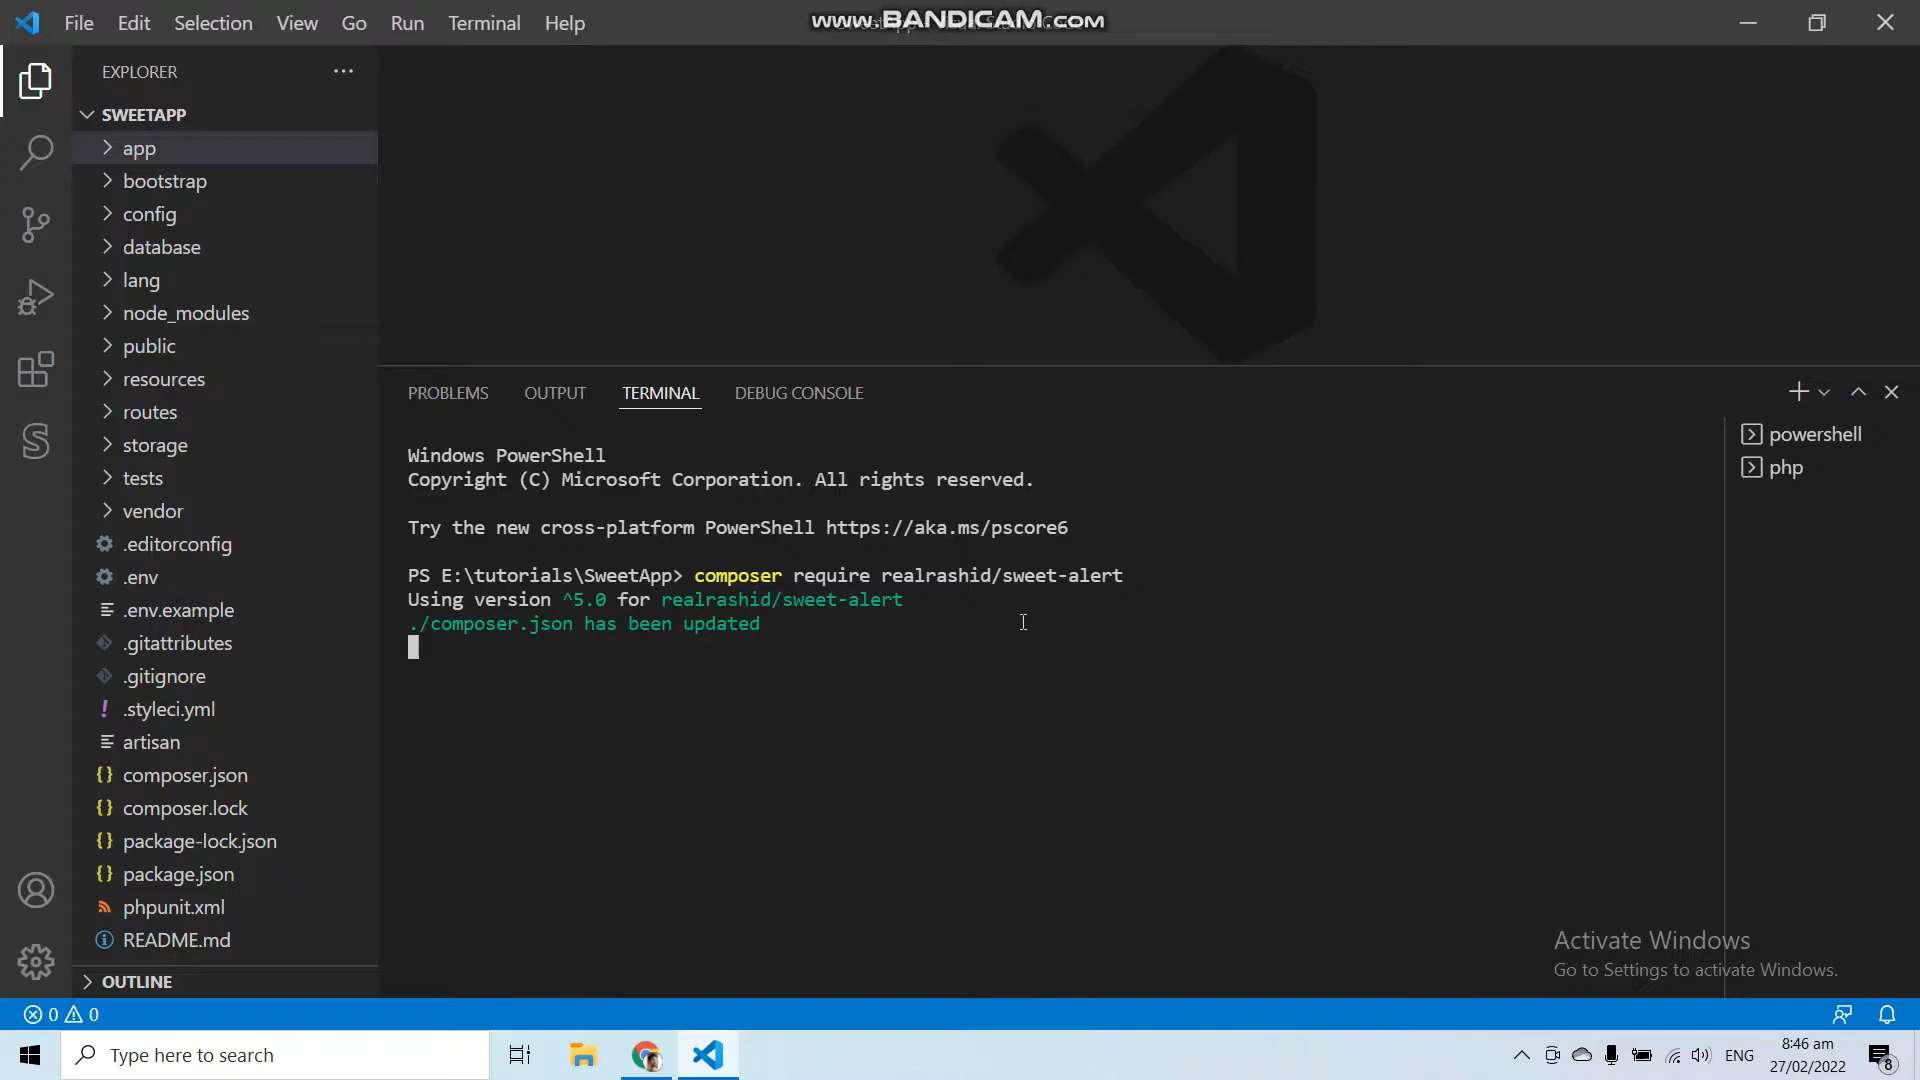 File Edit Selection View Go Run Terminal Help
www.BANDICAM.com
EXPLORER
SWEETAPP
app
bootstrap
config
database
lang
node_modules
public
resources
routes
storage
tests
vendor
.editorconfig
.env
.env.example
.gitattributes
.gitignore
.styleci.yml
artisan
composer.json
composer.lock
package-lock.json
package.json
phpunit.xml
README.md
OUTLINE
PROBLEMS OUTPUT TERMINAL DEBUG CONSOLE
powershell
php
Windows PowerShell
Copyright (C) Microsoft Corporation. All rights reserved.
Try the new cross-platform PowerShell https://aka.ms/pscore6
PS E:\tutorials\SweetApp> composer require realrashid/sweet-alert
Using version ^5.0 for realrashid/sweet-alert
./composer.json has been updated
Activate Windows
Go to Settings to activate Windows.
0 0
Type here to search
ENG
8:46 am
27/02/2022
8